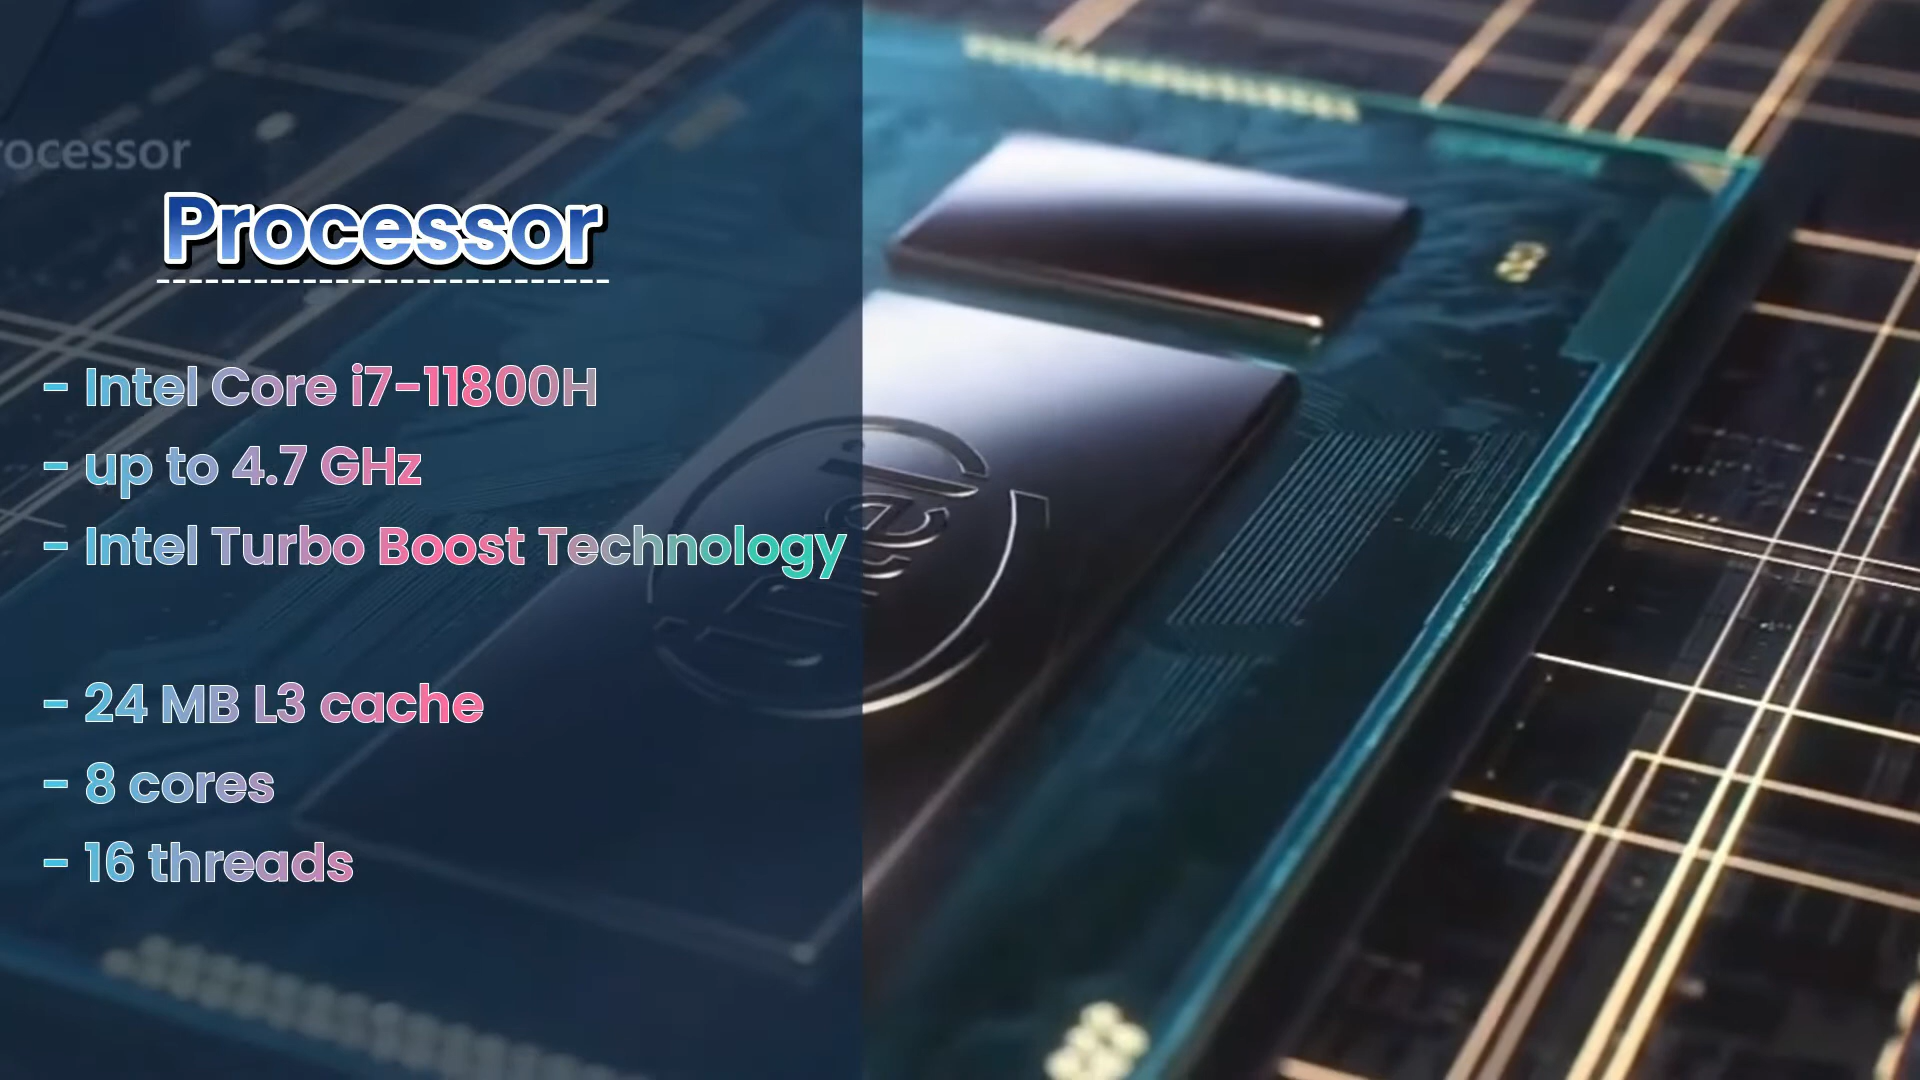 rocessor
Processor
- Intel Core i7-11800H
- up to 4.7 GHz
- Intel Turbo Boost Technology
- 24 MB L3 cache
- 8 cores
- 16 threads
intel